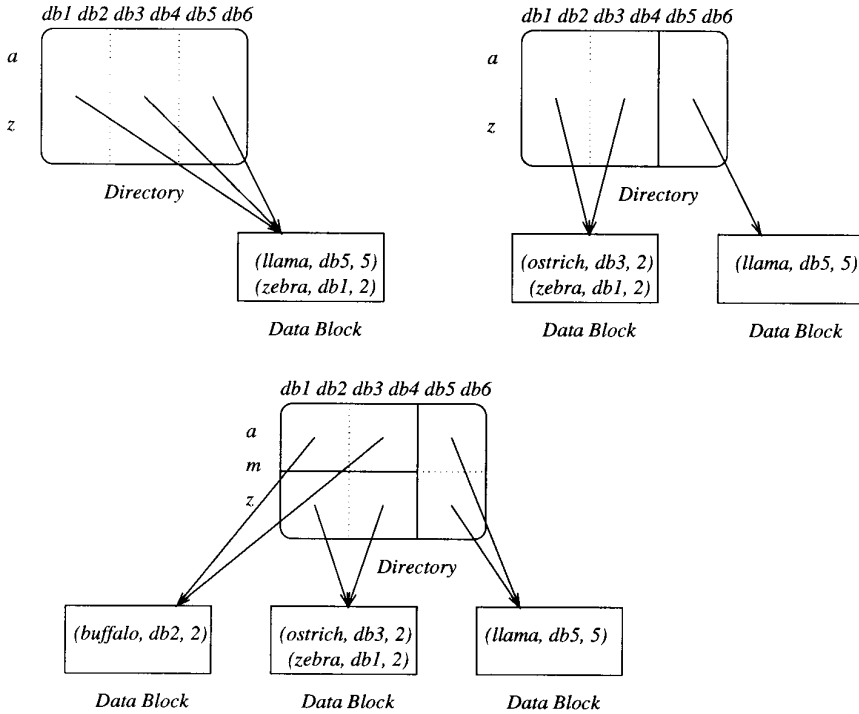 db1 db2 db3 db4 db5 db6
a
z
Directory
(llama, db5, 5)
(zebra, db1, 2)
Data Block
db1 db2 db3 db4 db5 db6
a
z
Directory
(ostrich, db3, 2)
(zebra, db1, 2)
Data Block
(llama, db5, 5)
Data Block
db1 db2 db3 db4 db5 db6
a
m
z
Directory
(buffalo, db2, 2)
Data Block
(ostrich, db3, 2)
(zebra, db1, 2)
Data Block
(llama, db5, 5)
Data Block